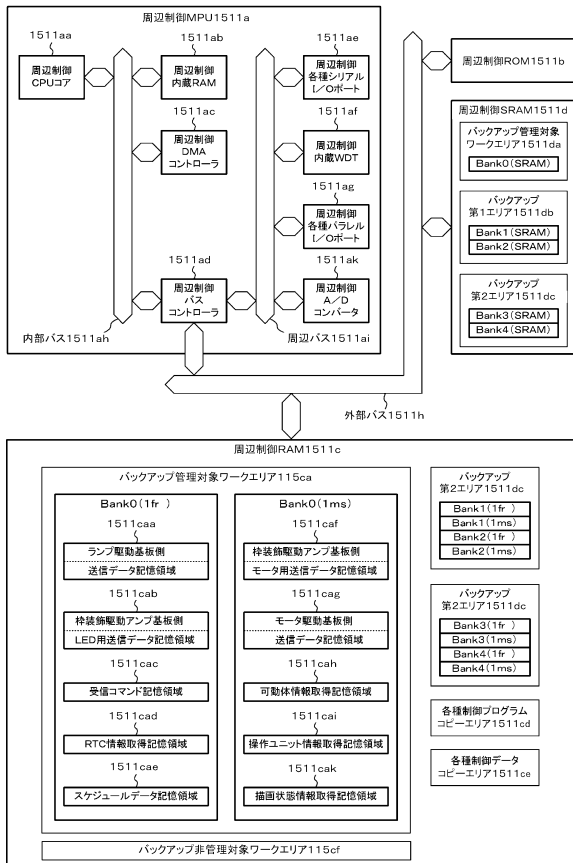 周辺制御MPU1511a
1511aa
周辺制御
CPUコア
1511ab
周辺制御
内蔵RAM
1511ac
周辺制御
DMA
コントローラ
1511ad
周辺制御
バス
コントローラ
1511ae
周辺制御
各種シリアル
I/Oポート
1511af
周辺制御
内蔵WDT
1511ag
周辺制御
各種パラレル
I/Oポート
1511ak
周辺制御
A/D
コンバータ
内部バス1511ah
周辺バス1511ai
周辺制御ROM1511b
周辺制御SRAM1511d
バックアップ管理対象
ワークエリア1511da
Bank0(SRAM)
バックアップ
第1エリア1511db
Bank1(SRAM)
Bank2(SRAM)
バックアップ
第2エリア1511dc
Bank3(SRAM)
Bank4(SRAM)
外部バス1511h
周辺制御RAM1511c
バックアップ管理対象ワークエリア115ca
Bank0(1fr )
1511caa
ランプ駆動基板側
送信データ記憶領域
1511cab
枠装飾駆動アンプ基板側
LED用送信データ記憶領域
1511cac
受信コマンド記憶領域
1511cad
RTC情報取得記憶領域
1511cae
スケジュールデータ記憶領域
Bank0(1ms)
1511caf
枠装飾駆動アンプ基板側
モータ用送信データ記憶領域
1511cag
モータ駆動基板側
送信データ記憶領域
1511cah
可動体情報取得記憶領域
1511cai
操作ユニット情報取得記憶領域
1511cak
描画状態情報取得記憶領域
バックアップ
第2エリア1511dc
Bank1(1fr )
Bank1(1ms)
Bank2(1fr )
Bank2(1ms)
バックアップ
第2エリア1511dc
Bank3(1fr )
Bank3(1ms)
Bank4(1fr )
Bank4(1ms)
各種制御プログラム
コピーエリア1511cd
各種制御データ
コピーエリア1511ce
バックアップ非管理対象ワークエリア115cf